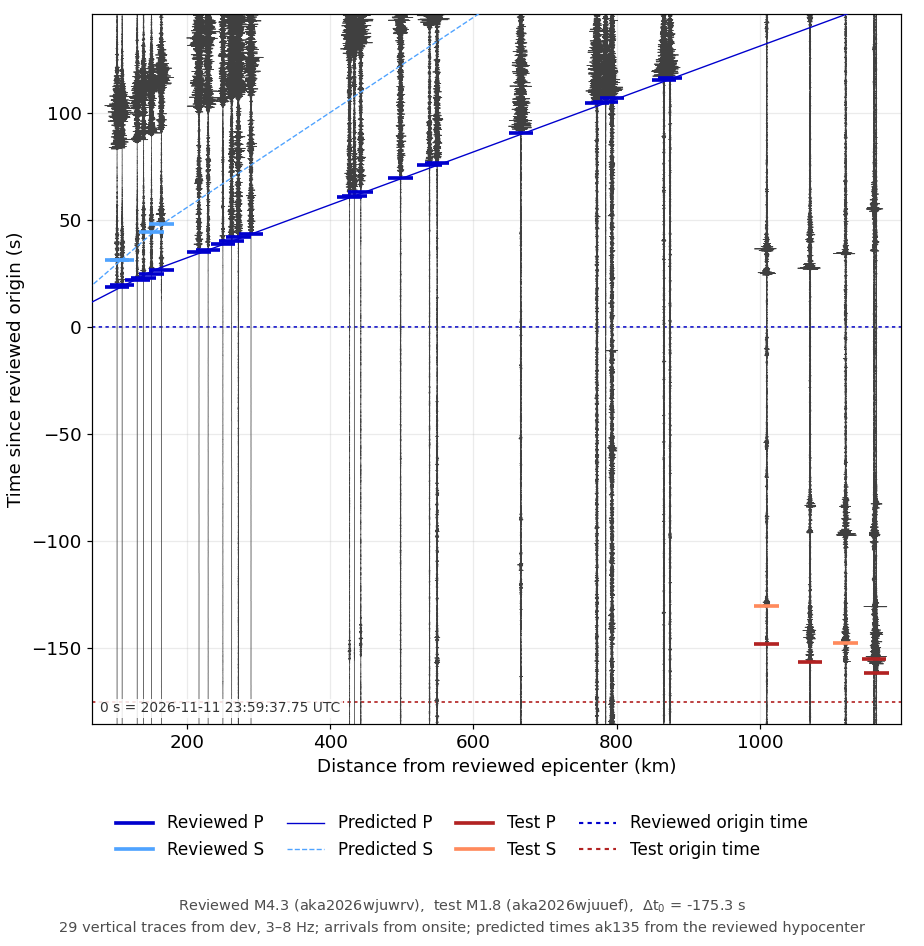 100
50
0
−50
−100
−150
Time since reviewed origin (s)
0 s = 2026-11-11 23:59:37.75 UTC
200 400 600 800 1000
Distance from reviewed epicenter (km)
Reviewed P Predicted P Test P Reviewed origin time
Reviewed S Predicted S Test S Test origin time
Reviewed M4.3 (aka2026wjuwrv), test M1.8 (aka2026wjuuef), Δt₀ = -175.3 s
29 vertical traces from dev, 3–8 Hz; arrivals from onsite; predicted times ak135 from the reviewed hypocenter